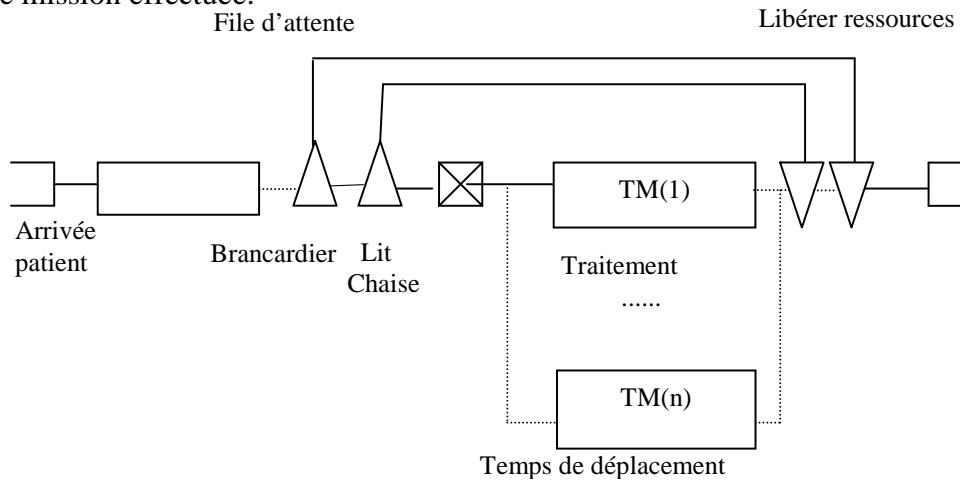 e mission effectuée.
File d'attente
Libérer ressources
TM(1)
Arrivée
patient
Brancardier
Lit
Chaise
Traitement
......
TM(n)
Temps de déplacement